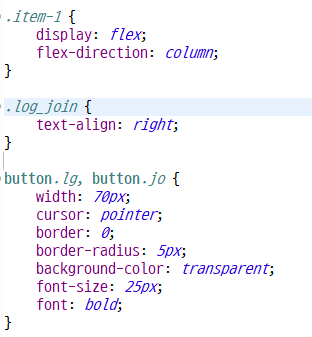 .item-1 {
    display: flex;
    flex-direction: column;
}
.log_join {
    text-align: right;
}
button.lg, button.jo {
    width: 70px;
    cursor: pointer;
    border: 0;
    border-radius: 5px;
    background-color: transparent;
    font-size: 25px;
    font: bold;
}